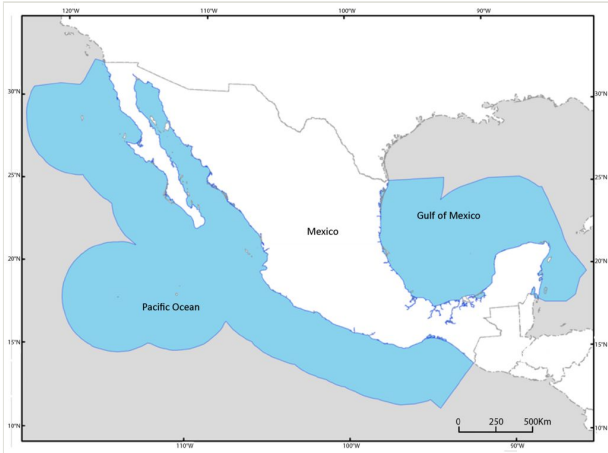 120°W 110°W 100°W 90°W
30°N 30°N
25°N 25°N
Gulf of Mexico
Mexico
20°N 20°N
Pacific Ocean
15°N 15°N
10°N 0 250 500Km 10°N
110°W 100°W 90°W